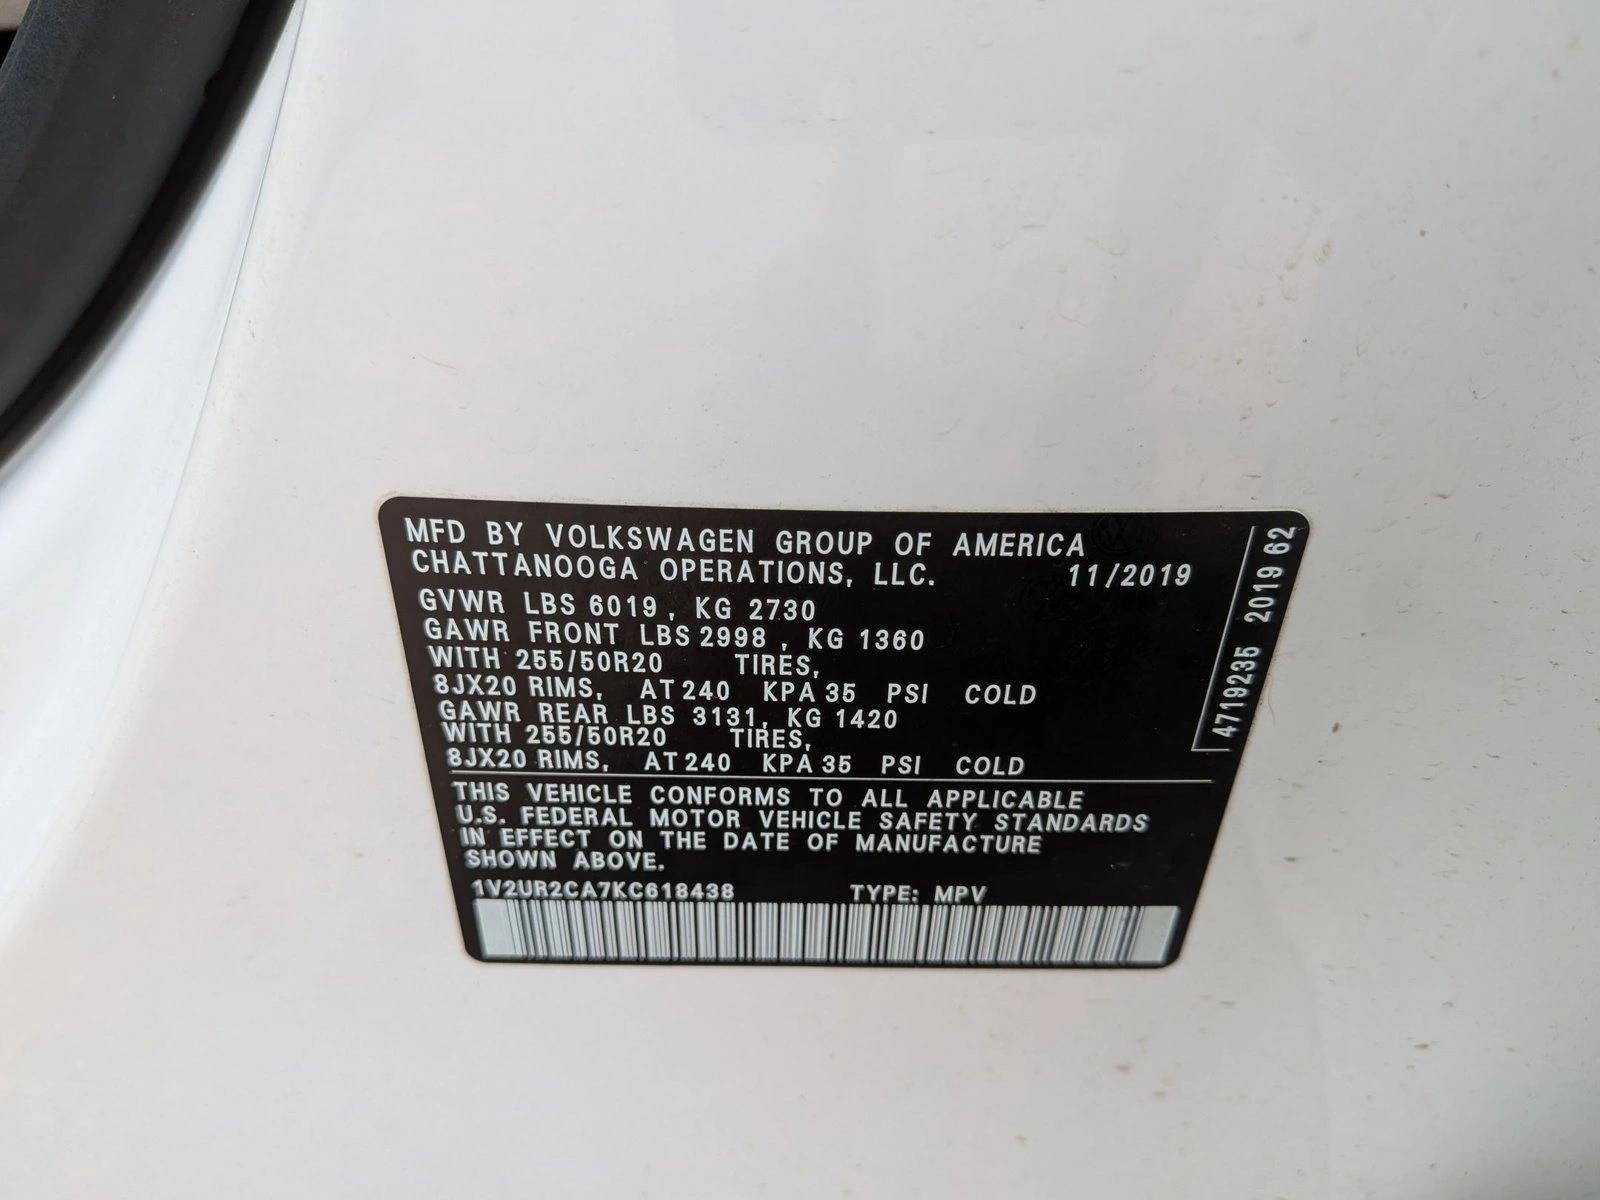 MFD BY VOLKSWAGEN GROUP OF AMERICA
CHATTANOOGA OPERATIONS, LLC. 11/2019
GVWR LBS 6019, KG 2730
GAWR FRONT LBS 2998, KG 1360
WITH 255/50R20 TIRES,
8JX20 RIMS, AT 240 KPA 35 PSI COLD
GAWR REAR LBS 3131, KG 1420
WITH 255/50R20 TIRES,
8JX20 RIMS, AT 240 KPA 35 PSI COLD
THIS VEHICLE CONFORMS TO ALL APPLICABLE
U.S. FEDERAL MOTOR VEHICLE SAFETY STANDARDS
IN EFFECT ON THE DATE OF MANUFACTURE
SHOWN ABOVE.
1V2UR2CA7KC618438 TYPE: MPV
4719235 2019 62